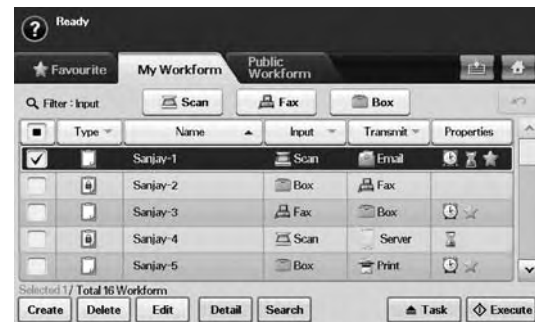 Ready
Favourite
My Workform
Public
Workform
Filter : Input
Scan
Fax
Box
Type
Name
Input
Transmit
Properties
Sanjay-1 Scan Email
Sanjay-2 Box Fax
Sanjay-3 Fax Box
Sanjay-4 Scan Server
Sanjay-5 Box Print
Selected 1/ Total 16 Workform
Create
Delete
Edit
Detail
Search
Task
Execute